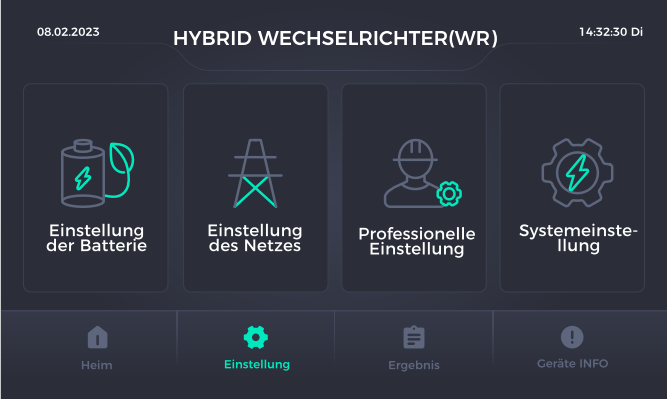 08.02.2023
HYBRID WECHSELRICHTER(WR)
14:32:30 Di
Einstellung
der Batterie
Einstellung
des Netzes
Professionelle
Einstellung
Systemeinste-
llung
Heim
Einstellung
Ergebnis
Geräte INFO